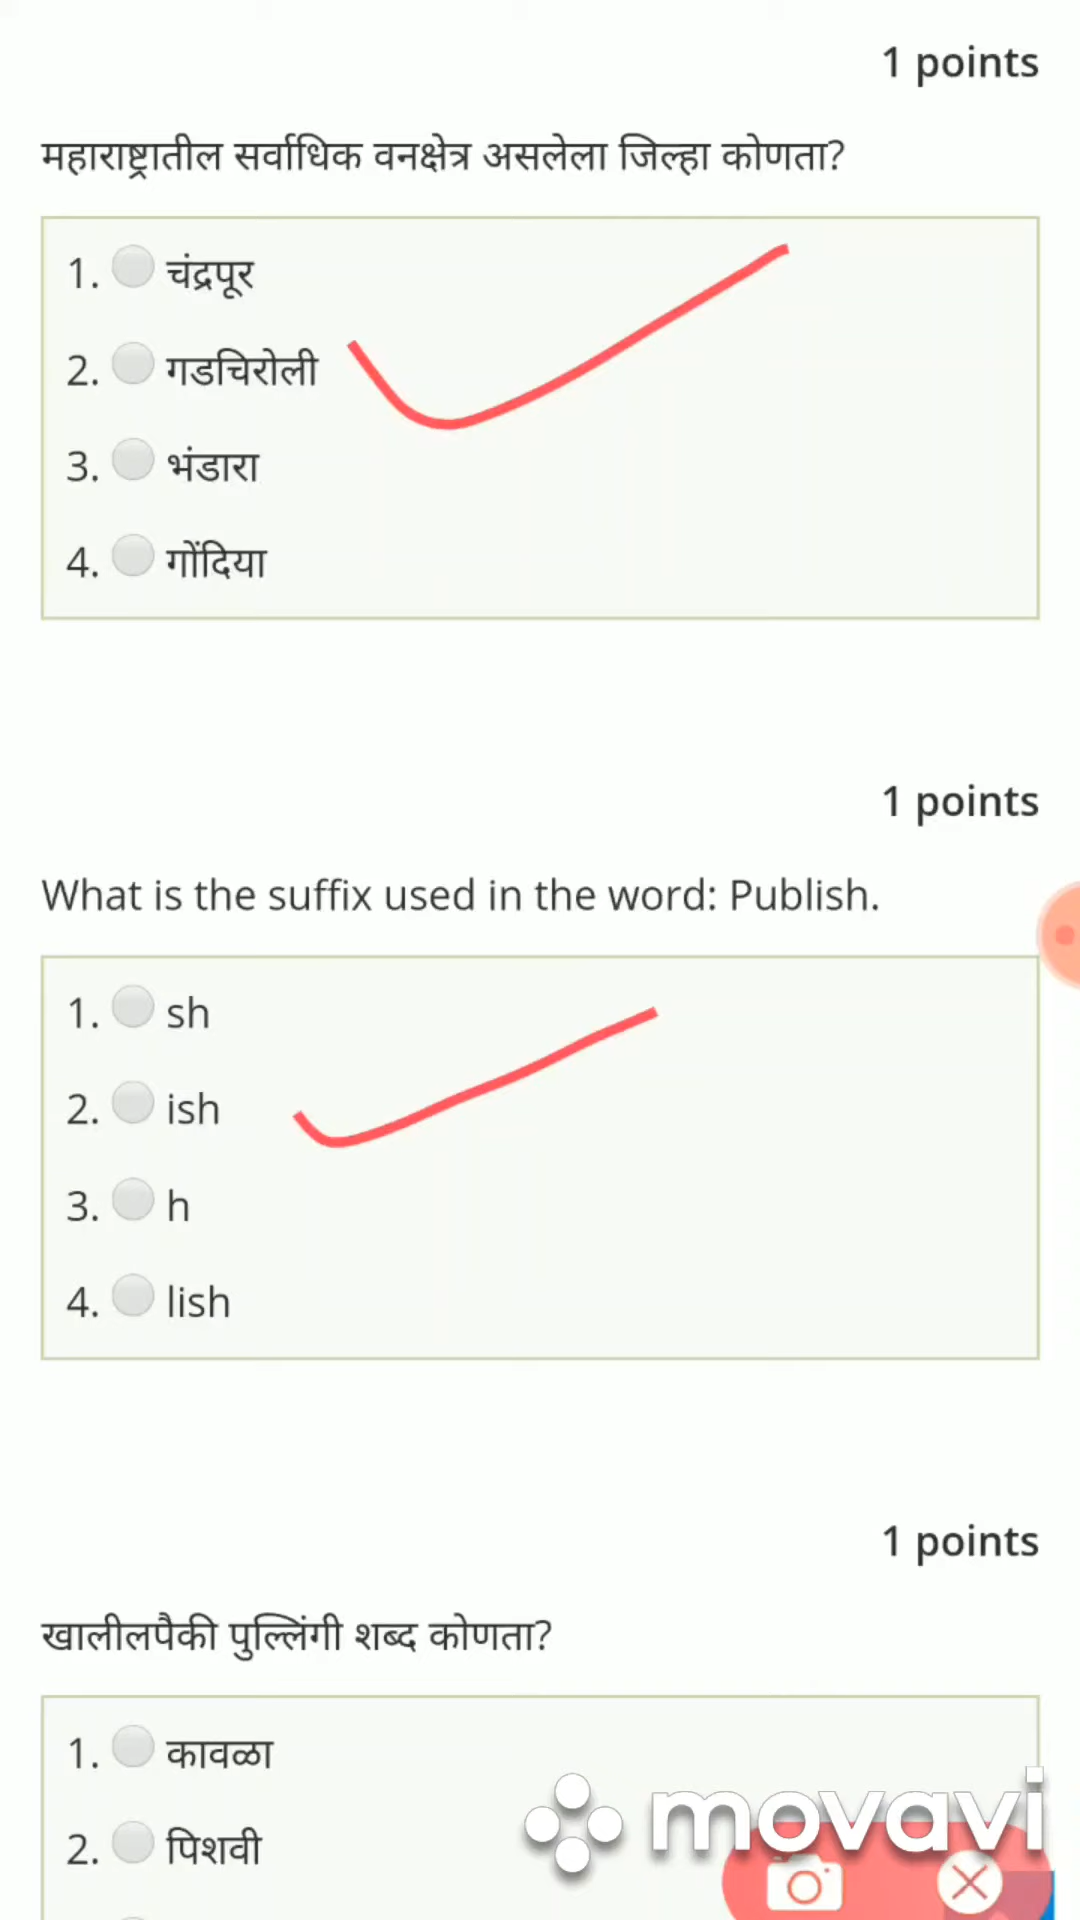 1 points
महाराष्ट्रातील सर्वाधिक वनक्षेत्र असलेला जिल्हा कोणता?
1. चंद्रपूर
2. गडचिरोली
3. भंडारा
4. गोंदिया
1 points
What is the suffix used in the word: Publish.
1. sh
2. ish
3. h
4. lish
1 points
खालीलपैकी पुल्लिंगी शब्द कोणता?
1. कावळा
2. पिशवी
movavi